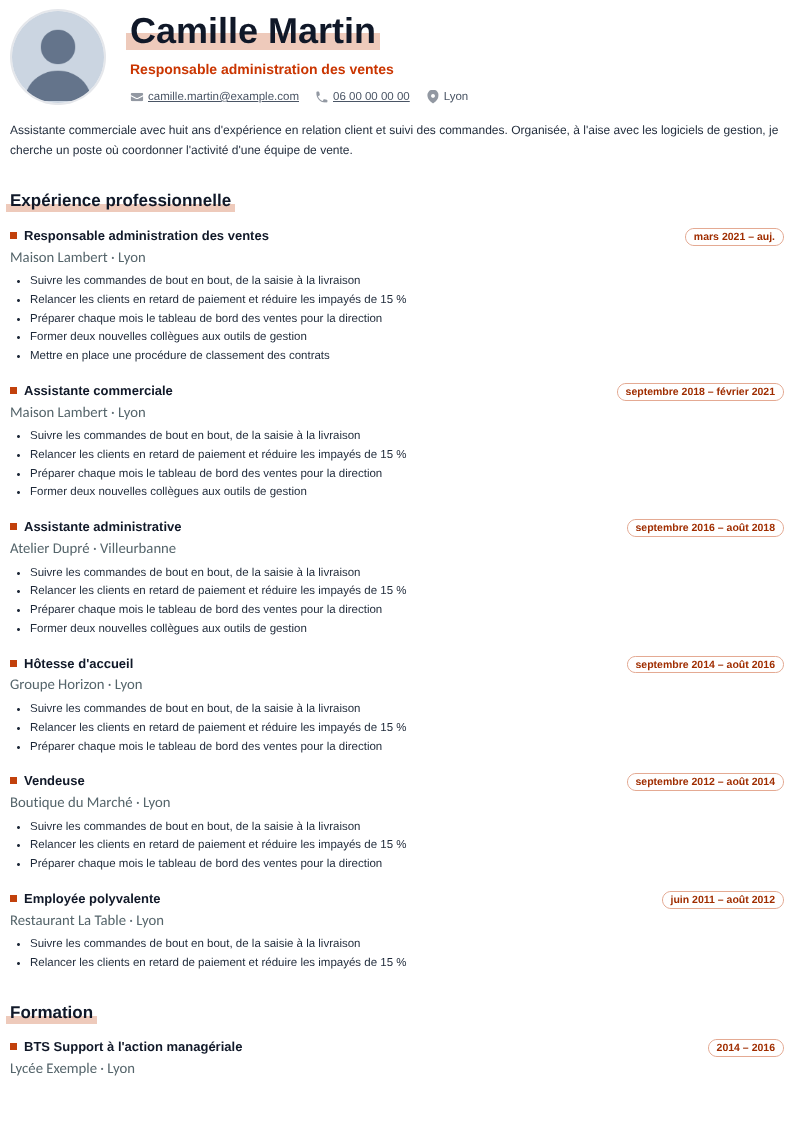 Camille Martin
Responsable administration des ventes
camille.martin@example.com 06 00 00 00 00 Lyon
Assistante commerciale avec huit ans d'expérience en relation client et suivi des commandes. Organisée, à l'aise avec les logiciels de gestion, je
cherche un poste où coordonner l'activité d'une équipe de vente.
Expérience professionnelle
Responsable administration des ventes mars 2021 – auj.
Maison Lambert · Lyon
• Suivre les commandes de bout en bout, de la saisie à la livraison
• Relancer les clients en retard de paiement et réduire les impayés de 15 %
• Préparer chaque mois le tableau de bord des ventes pour la direction
• Former deux nouvelles collègues aux outils de gestion
• Mettre en place une procédure de classement des contrats
Assistante commerciale septembre 2018 – février 2021
Maison Lambert · Lyon
• Suivre les commandes de bout en bout, de la saisie à la livraison
• Relancer les clients en retard de paiement et réduire les impayés de 15 %
• Préparer chaque mois le tableau de bord des ventes pour la direction
• Former deux nouvelles collègues aux outils de gestion
Assistante administrative septembre 2016 – août 2018
Atelier Dupré · Villeurbanne
• Suivre les commandes de bout en bout, de la saisie à la livraison
• Relancer les clients en retard de paiement et réduire les impayés de 15 %
• Préparer chaque mois le tableau de bord des ventes pour la direction
• Former deux nouvelles collègues aux outils de gestion
Hôtesse d'accueil septembre 2014 – août 2016
Groupe Horizon · Lyon
• Suivre les commandes de bout en bout, de la saisie à la livraison
• Relancer les clients en retard de paiement et réduire les impayés de 15 %
• Préparer chaque mois le tableau de bord des ventes pour la direction
Vendeuse septembre 2012 – août 2014
Boutique du Marché · Lyon
• Suivre les commandes de bout en bout, de la saisie à la livraison
• Relancer les clients en retard de paiement et réduire les impayés de 15 %
• Préparer chaque mois le tableau de bord des ventes pour la direction
Employée polyvalente juin 2011 – août 2012
Restaurant La Table · Lyon
• Suivre les commandes de bout en bout, de la saisie à la livraison
• Relancer les clients en retard de paiement et réduire les impayés de 15 %
Formation
BTS Support à l'action managériale 2014 – 2016
Lycée Exemple · Lyon